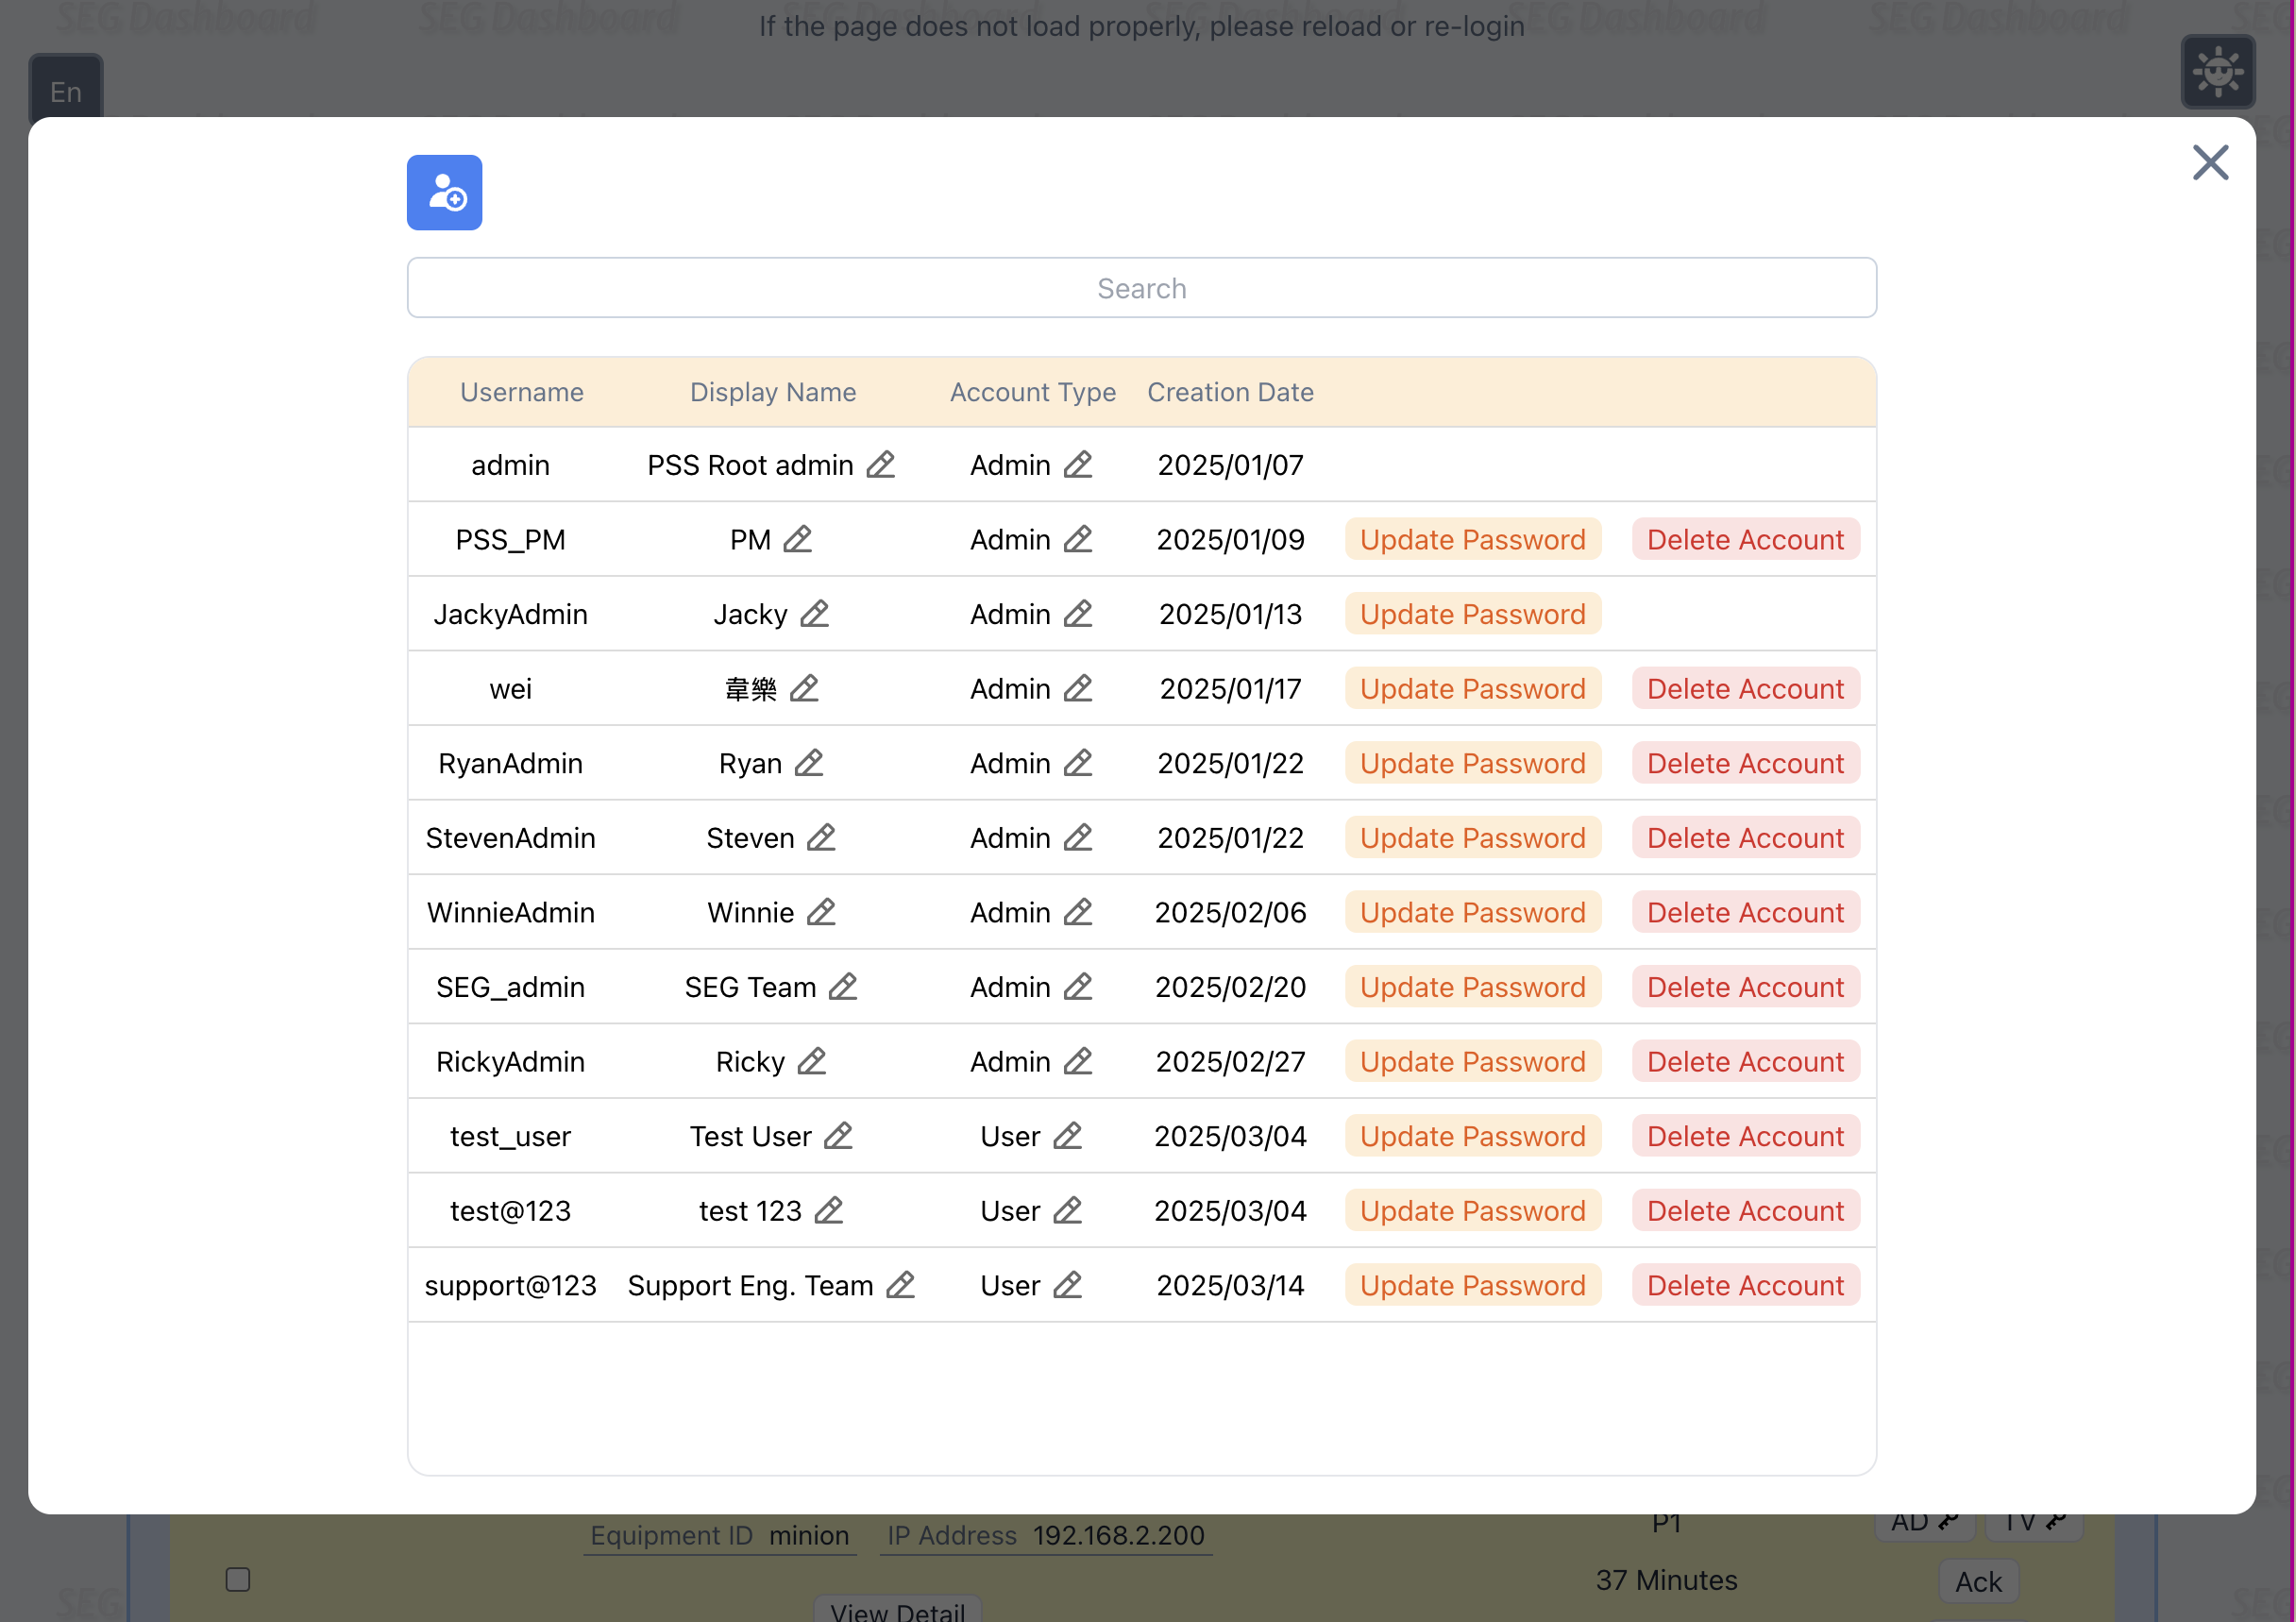 SEG Dashboard SEG Dashboard SEG Dashboard SEG Dashboard SEG Dashboard SEG Dashboard
If the page does not load properly, please reload or re-login
En
Search
Username Display Name Account Type Creation Date
admin PSS Root admin Admin 2025/01/07
PSS_PM PM Admin 2025/01/09 Update Password Delete Account
JackyAdmin Jacky Admin 2025/01/13 Update Password
wei 韋樂 Admin 2025/01/17 Update Password Delete Account
RyanAdmin Ryan Admin 2025/01/22 Update Password Delete Account
StevenAdmin Steven Admin 2025/01/22 Update Password Delete Account
WinnieAdmin Winnie Admin 2025/02/06 Update Password Delete Account
SEG_admin SEG Team Admin 2025/02/20 Update Password Delete Account
RickyAdmin Ricky Admin 2025/02/27 Update Password Delete Account
test_user Test User User 2025/03/04 Update Password Delete Account
test@123 test 123 User 2025/03/04 Update Password Delete Account
support@123 Support Eng. Team User 2025/03/14 Update Password Delete Account
Equipment ID minion IP Address 192.168.2.200 P1 AD TV
37 Minutes Ack
View Detail